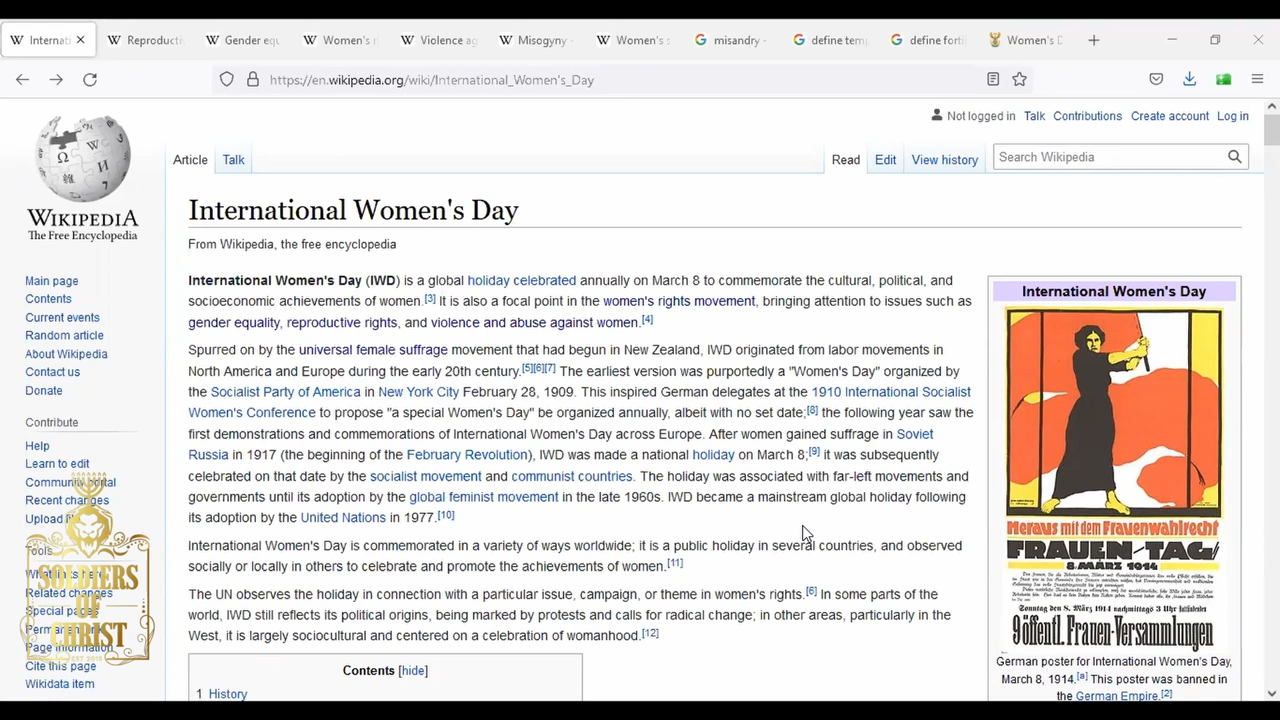 Internati
Reproducti
Gender equ
Women's r
Violence ag
Misogyny -
Women's s
misandry -
define temp
define forti
Women's D
https://en.wikipedia.org/wiki/International_Women's_Day
Not logged in Talk Contributions Create account Log in
Article Talk Read Edit View history Search Wikipedia
WIKIPEDIA
The Free Encyclopedia
Main page
Contents
Current events
Random article
About Wikipedia
Contact us
Donate
Contribute
Help
Learn to edit
Community portal
Recent changes
Upload
Tools
What links here
Related changes
Special pages
Permanent
Page information
Cite this page
Wikidata item
SOLDIERS
OF
CHRIST
International Women's Day
From Wikipedia, the free encyclopedia
International Women's Day (IWD) is a global holiday celebrated annually on March 8 to commemorate the cultural, political, and
socioeconomic achievements of women.[3] It is also a focal point in the women's rights movement, bringing attention to issues such as
gender equality, reproductive rights, and violence and abuse against women.[4]
Spurred on by the universal female suffrage movement that had begun in New Zealand, IWD originated from labor movements in
North America and Europe during the early 20th century.[5][6][7] The earliest version was purportedly a "Women's Day" organized by
the Socialist Party of America in New York City February 28, 1909. This inspired German delegates at the 1910 International Socialist
Women's Conference to propose "a special Women's Day" be organized annually, albeit with no set date;[8] the following year saw the
first demonstrations and commemorations of International Women's Day across Europe. After women gained suffrage in Soviet
Russia in 1917 (the beginning of the February Revolution), IWD was made a national holiday on March 8;[9] it was subsequently
celebrated on that date by the socialist movement and communist countries. The holiday was associated with far-left movements and
governments until its adoption by the global feminist movement in the late 1960s. IWD became a mainstream global holiday following
its adoption by the United Nations in 1977.[10]
International Women's Day is commemorated in a variety of ways worldwide; it is a public holiday in several countries, and observed
socially or locally in others to celebrate and promote the achievements of women.[11]
The UN observes the holiday in connection with a particular issue, campaign, or theme in women's rights.[6] In some parts of the
world, IWD still reflects its political origins, being marked by protests and calls for radical change; in other areas, particularly in the
West, it is largely sociocultural and centered on a celebration of womanhood.[12]
Contents [hide]
1 History
International Women's Day
Heraus mit dem Frauenwahlrecht
FRAUEN-TAG
8. MÄRZ 1914
Sonntag den 8. März 1914 nachmittags 3 Uhr
9 öffentl. Frauen-Versammlungen
German poster for International Women's Day,
March 8, 1914.[a] This poster was banned in
the German Empire.[2]